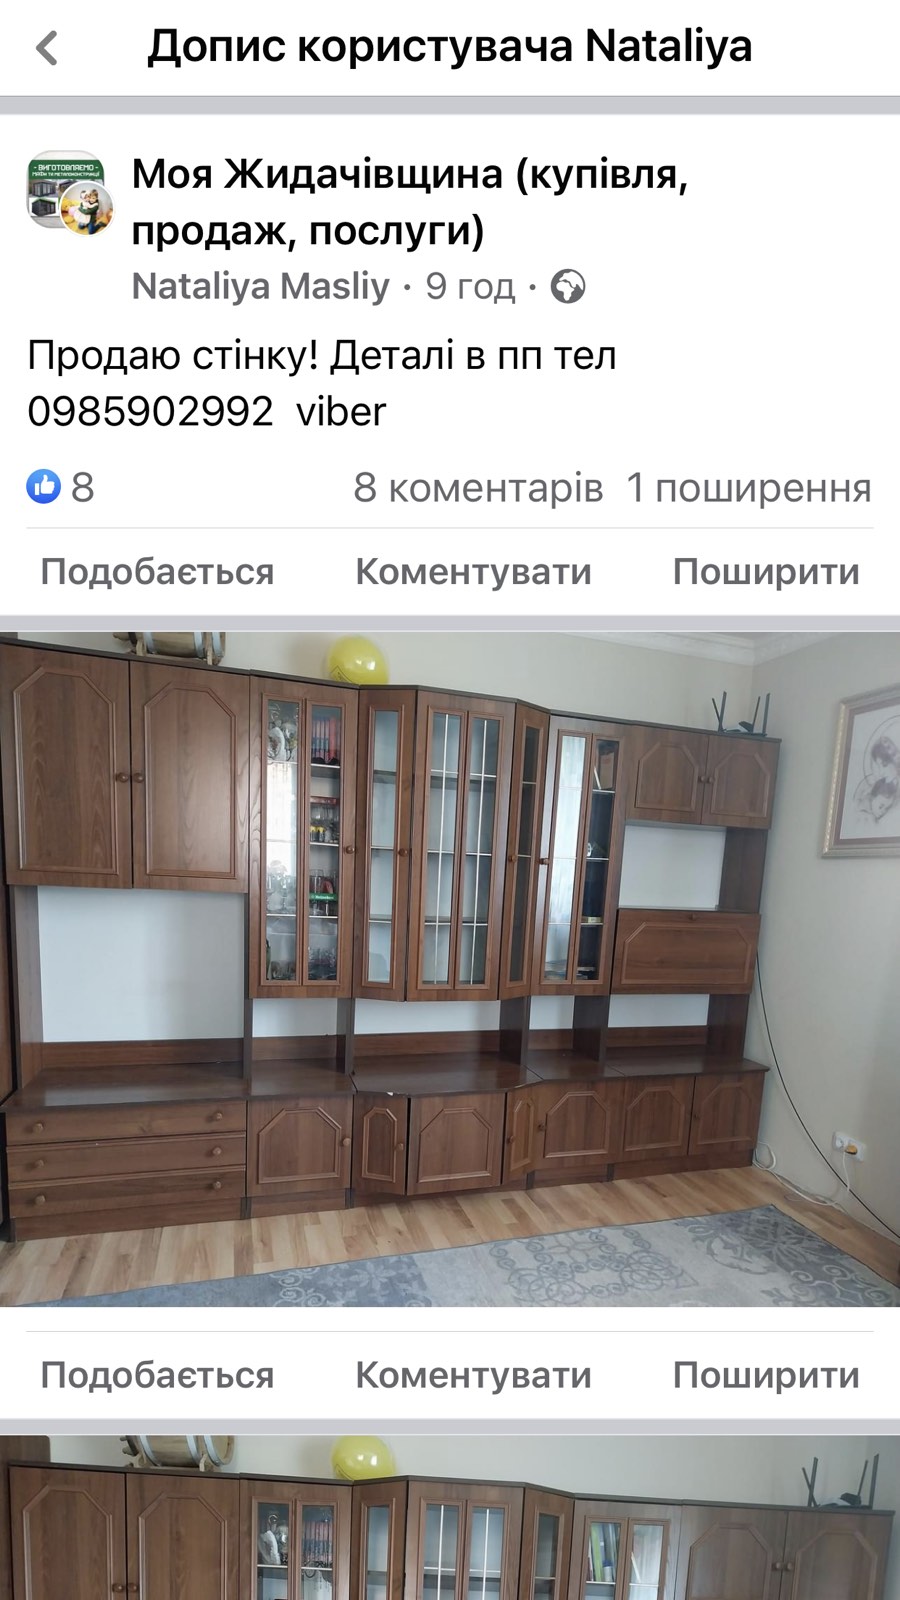 Допис користувача Nataliya
- ВИГОТОВЛЯЄМО -
Моя Жидачівщина (купівля,
продаж, послуги)
Nataliya Masliy · 9 год ·
Продаю стінку! Деталі в пп тел
0985902992 viber
8 8 коментарів 1 поширення
Подобається Коментувати Поширити
Подобається Коментувати Поширити